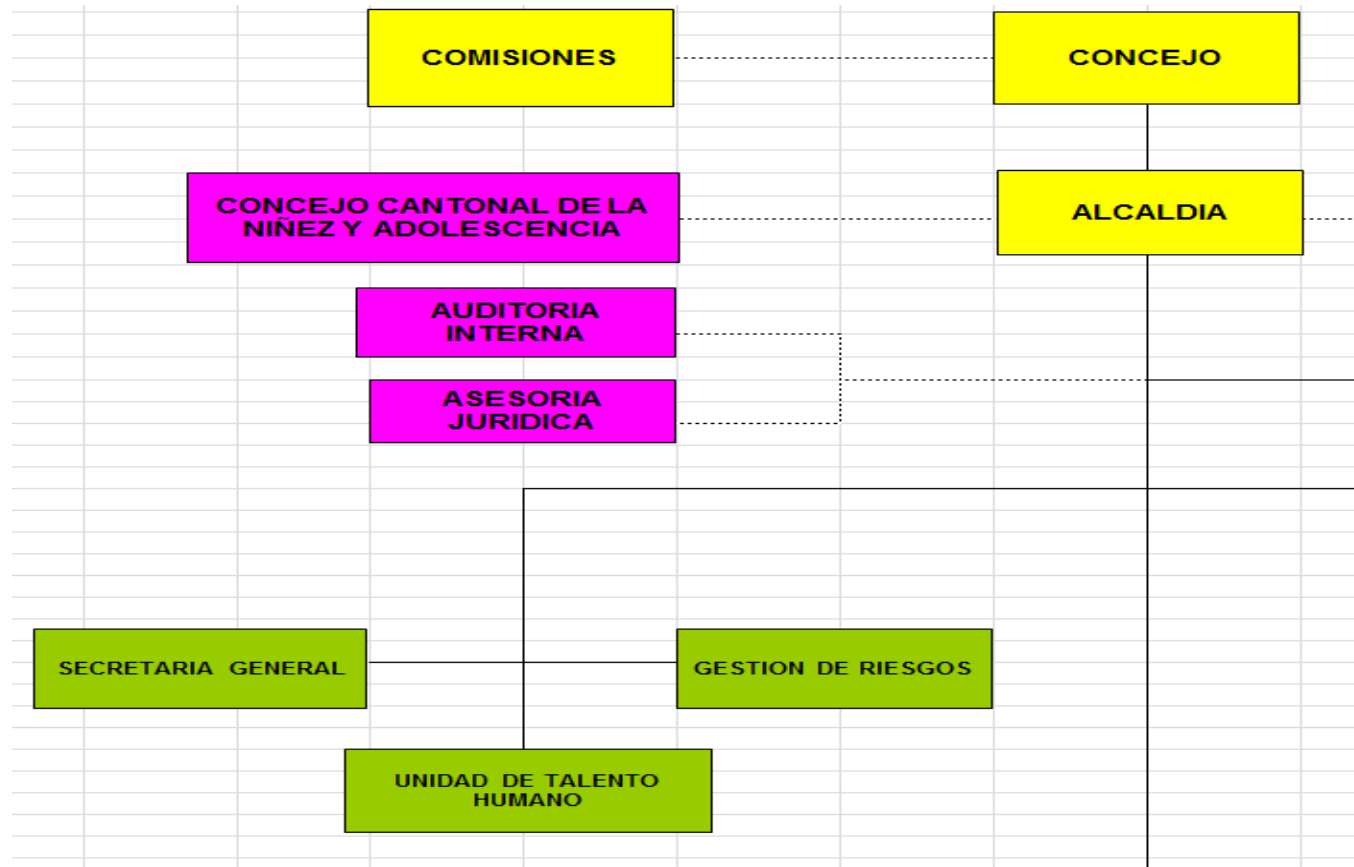 COMISIONES
CONCEJO
CONCEJO CANTONAL DE LA
NIÑEZ Y ADOLESCENCIA
ALCALDIA
AUDITORIA
INTERNA
ASESORIA
JURIDICA
SECRETARIA GENERAL
GESTION DE RIESGOS
UNIDAD DE TALENTO
HUMANO